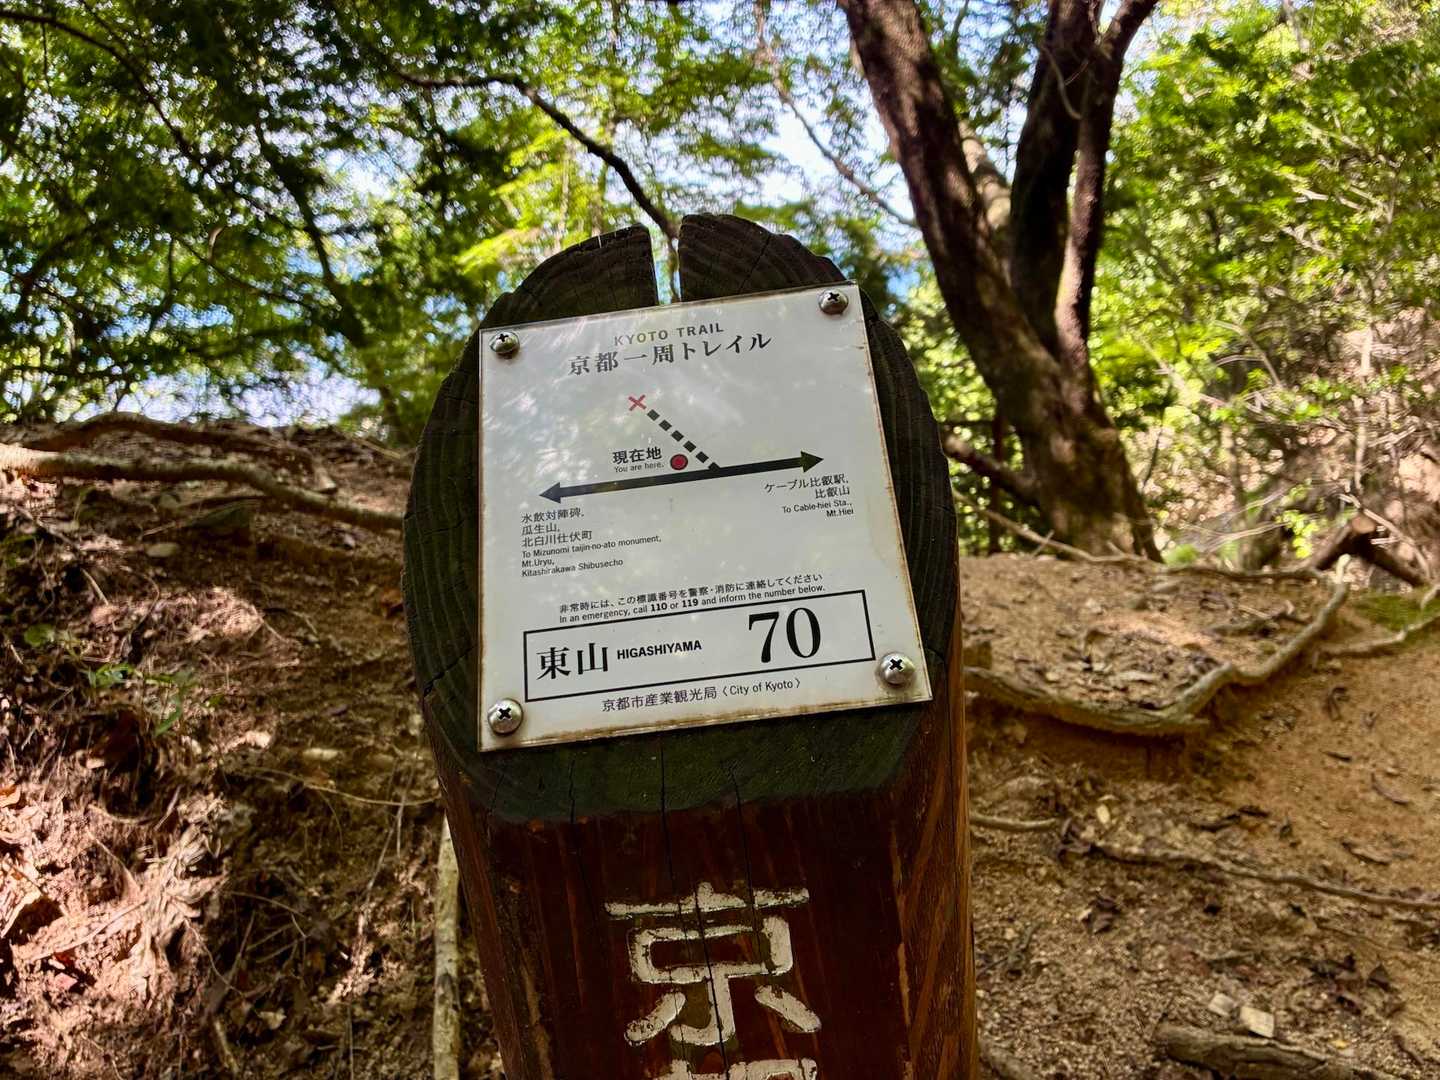 KYOTO TRAIL
京都一周トレイル
現在地
You are here.
ケーブル比叡駅,
比叡山
To Cable-hiei Sta.,
Mt.Hiei
水飲対陣碑,
瓜生山,
北白川仕伏町
To Mizunomi taijin-no-ato monument,
Mt.Uryu,
Kitashirakawa Shibusecho
非常時には、この標識番号を警察・消防に連絡してください
In an emergency, call 110 or 119 and inform the number below.
東山 HIGASHIYAMA 70
京都市産業観光局〈City of Kyoto〉
京